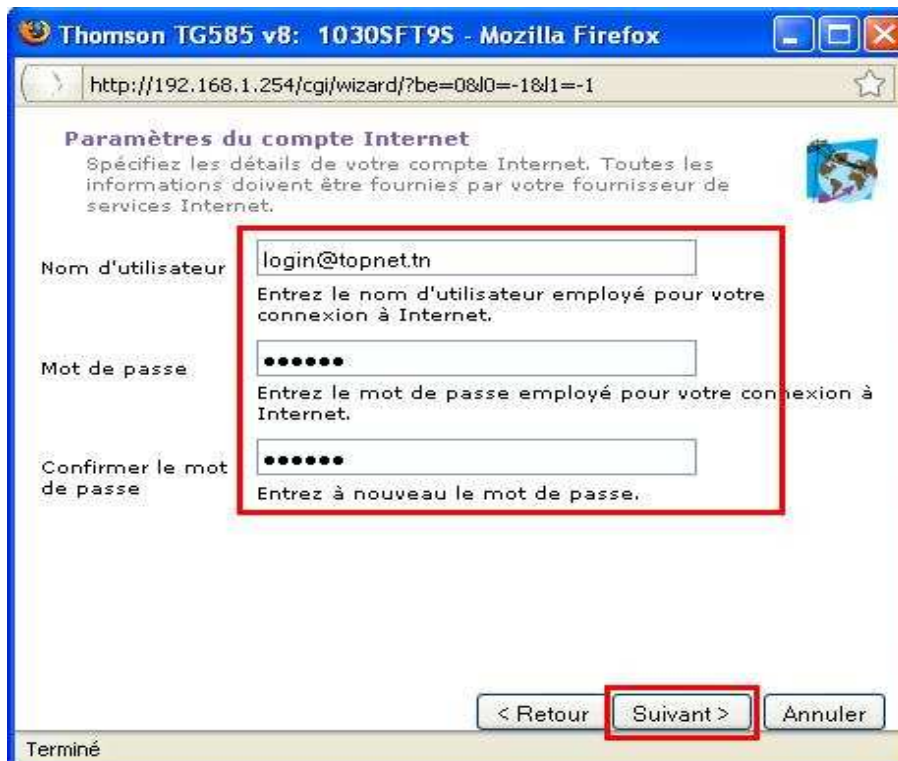 Thomson TG585 v8: 1030SFT9S - Mozilla Firefox
http://192.168.1.254/cgi/wizard/?be=0&l0=-1&l1=-1
Paramètres du compte Internet
Spécifiez les détails de votre compte Internet. Toutes les
informations doivent être fournies par votre fournisseur de
services Internet.
Nom d'utilisateur
login@topnet.tn
Entrez le nom d'utilisateur employé pour votre
connexion à Internet.
Mot de passe
••••••
Entrez le mot de passe employé pour votre connexion à
Internet.
Confirmer le mot
de passe
••••••
Entrez à nouveau le mot de passe.
< Retour
Suivant >
Annuler
Terminé